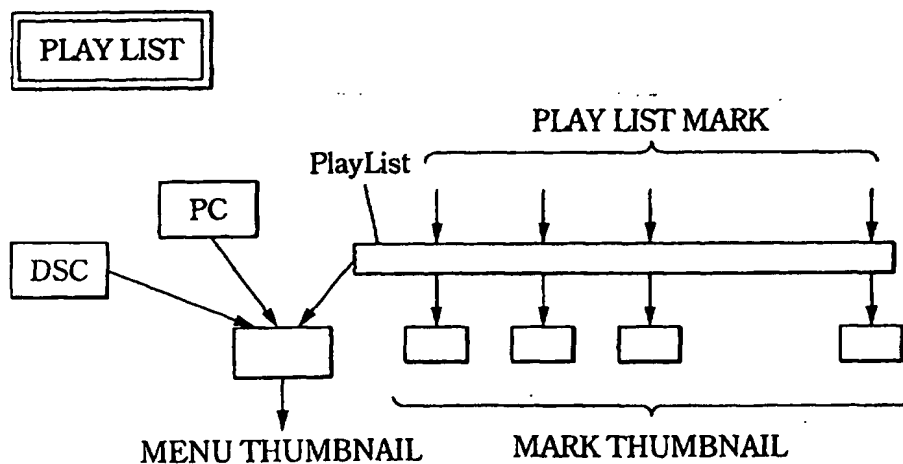 PLAY LIST
PLAY LIST MARK
PlayList
PC
DSC
MENU THUMBNAIL
MARK THUMBNAIL